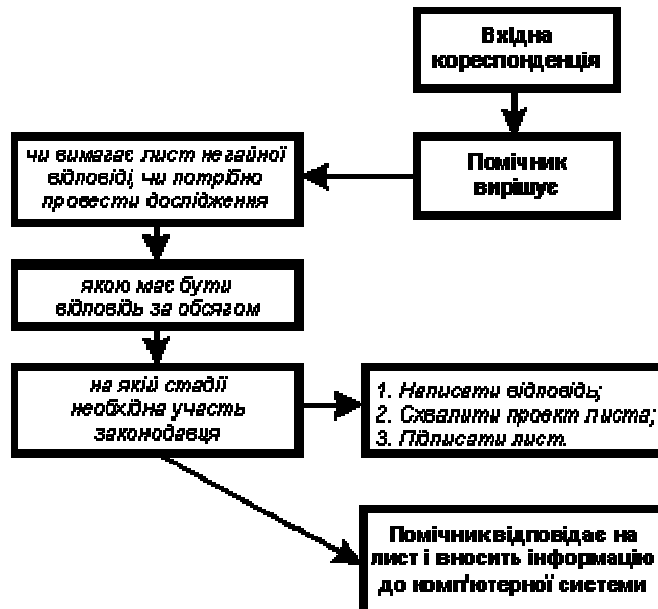 Вхідна
кореспонденція
Помічник
вирішує
чи вимагає лист негайної
відповіді, чи потрібно
провести дослідження
якою має бути
відповідь за обсягом
на якій стадії
необхідна участь
законодавця
1. Написати відповідь;
2. Схвалити проект листа;
3. Підписати лист.
Помічник відповідає на
лист і вносить інформацію
до комп'ютерної системи